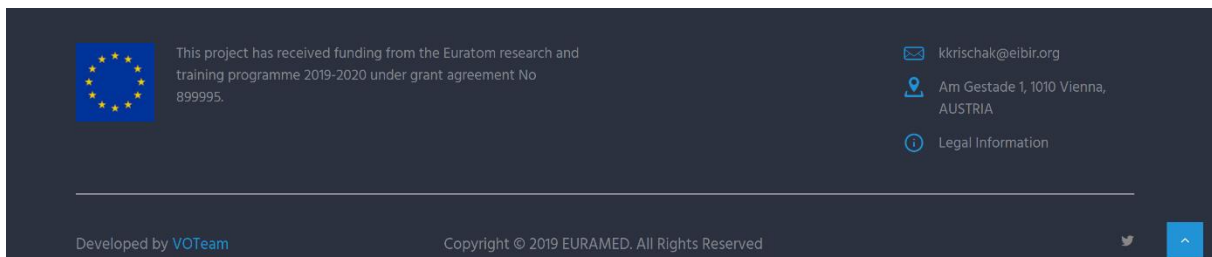 This project has received funding from the Euratom research and
training programme 2019-2020 under grant agreement No
899995.
kkrischak@eibir.org
Am Gestade 1, 1010 Vienna,
AUSTRIA
Legal Information
Developed by VOTeam
Copyright © 2019 EURAMED. All Rights Reserved